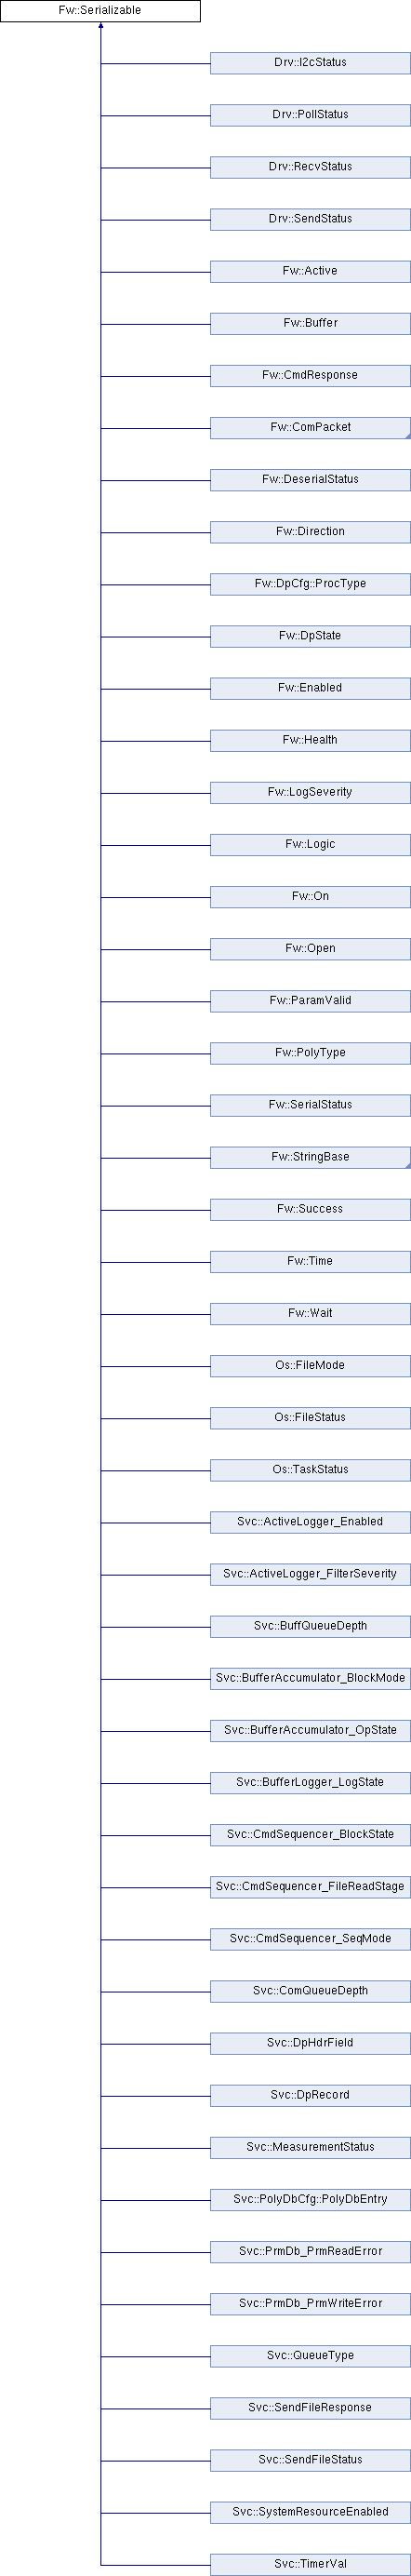 Fw::Serializable
Drv::I2cStatus
Drv::PollStatus
Drv::RecvStatus
Drv::SendStatus
Fw::Active
Fw::Buffer
Fw::CmdResponse
Fw::ComPacket
Fw::DeserialStatus
Fw::Direction
Fw::DpCfg::ProcType
Fw::DpState
Fw::Enabled
Fw::Health
Fw::LogSeverity
Fw::Logic
Fw::On
Fw::Open
Fw::ParamValid
Fw::PolyType
Fw::SerialStatus
Fw::StringBase
Fw::Success
Fw::Time
Fw::Wait
Os::FileMode
Os::FileStatus
Os::TaskStatus
Svc::ActiveLogger_Enabled
Svc::ActiveLogger_FilterSeverity
Svc::BuffQueueDepth
Svc::BufferAccumulator_BlockMode
Svc::BufferAccumulator_OpState
Svc::BufferLogger_LogState
Svc::CmdSequencer_BlockState
Svc::CmdSequencer_FileReadStage
Svc::CmdSequencer_SeqMode
Svc::ComQueueDepth
Svc::DpHdrField
Svc::DpRecord
Svc::MeasurementStatus
Svc::PolyDbCfg::PolyDbEntry
Svc::PrmDb_PrmReadError
Svc::PrmDb_PrmWriteError
Svc::QueueType
Svc::SendFileResponse
Svc::SendFileStatus
Svc::SystemResourceEnabled
Svc::TimerVal